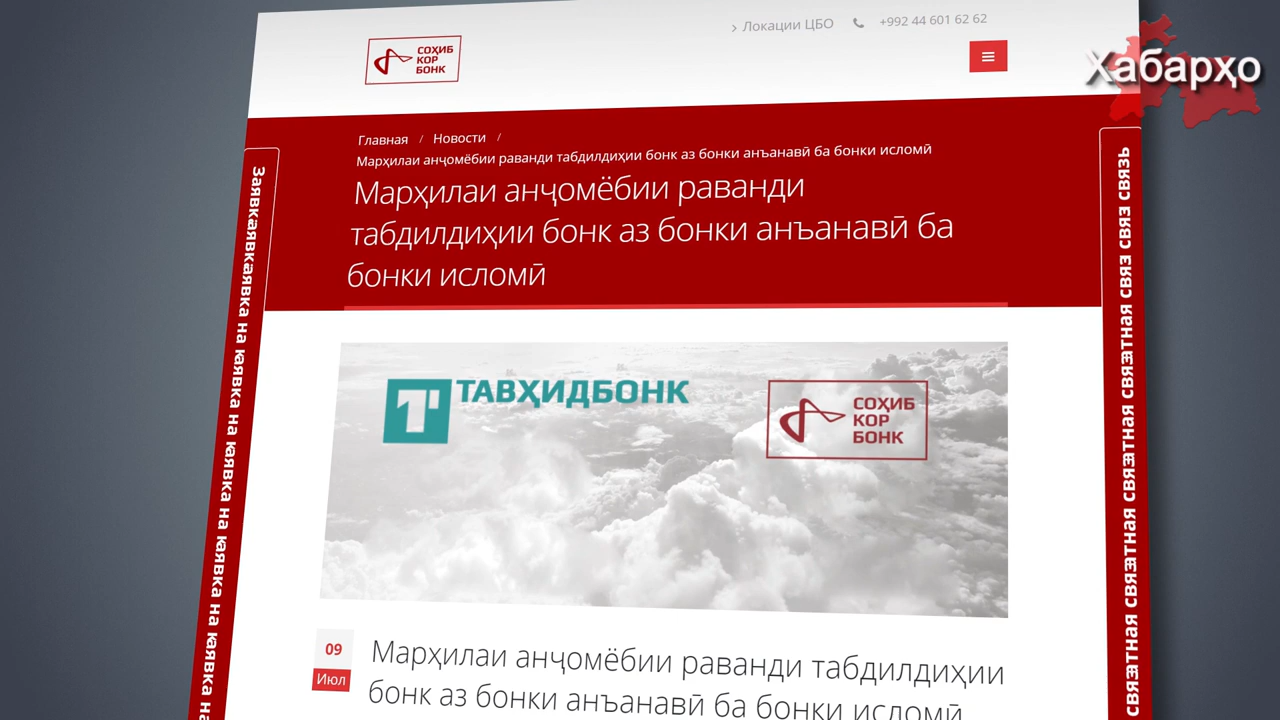 Локации ЦБО
+992 44 601 62 62
СОҲИБ
КОР
БОНК
Хабарҳо
Главная / Новости /
Марҳилаи анҷомёбии раванди табдилдиҳии бонк аз бонки анъанавӣ ба бонки исломӣ
Марҳилаи анҷомёбии раванди
табдилдиҳии бонк аз бонки анъанавӣ ба
бонки исломӣ
ТАВҲИДБОНК
СОҲИБ
КОР
БОНК
09
Июл
Марҳилаи анҷомёбии раванди табдилдиҳии
бонк аз бонки анъанавӣ ба бонки исломӣ